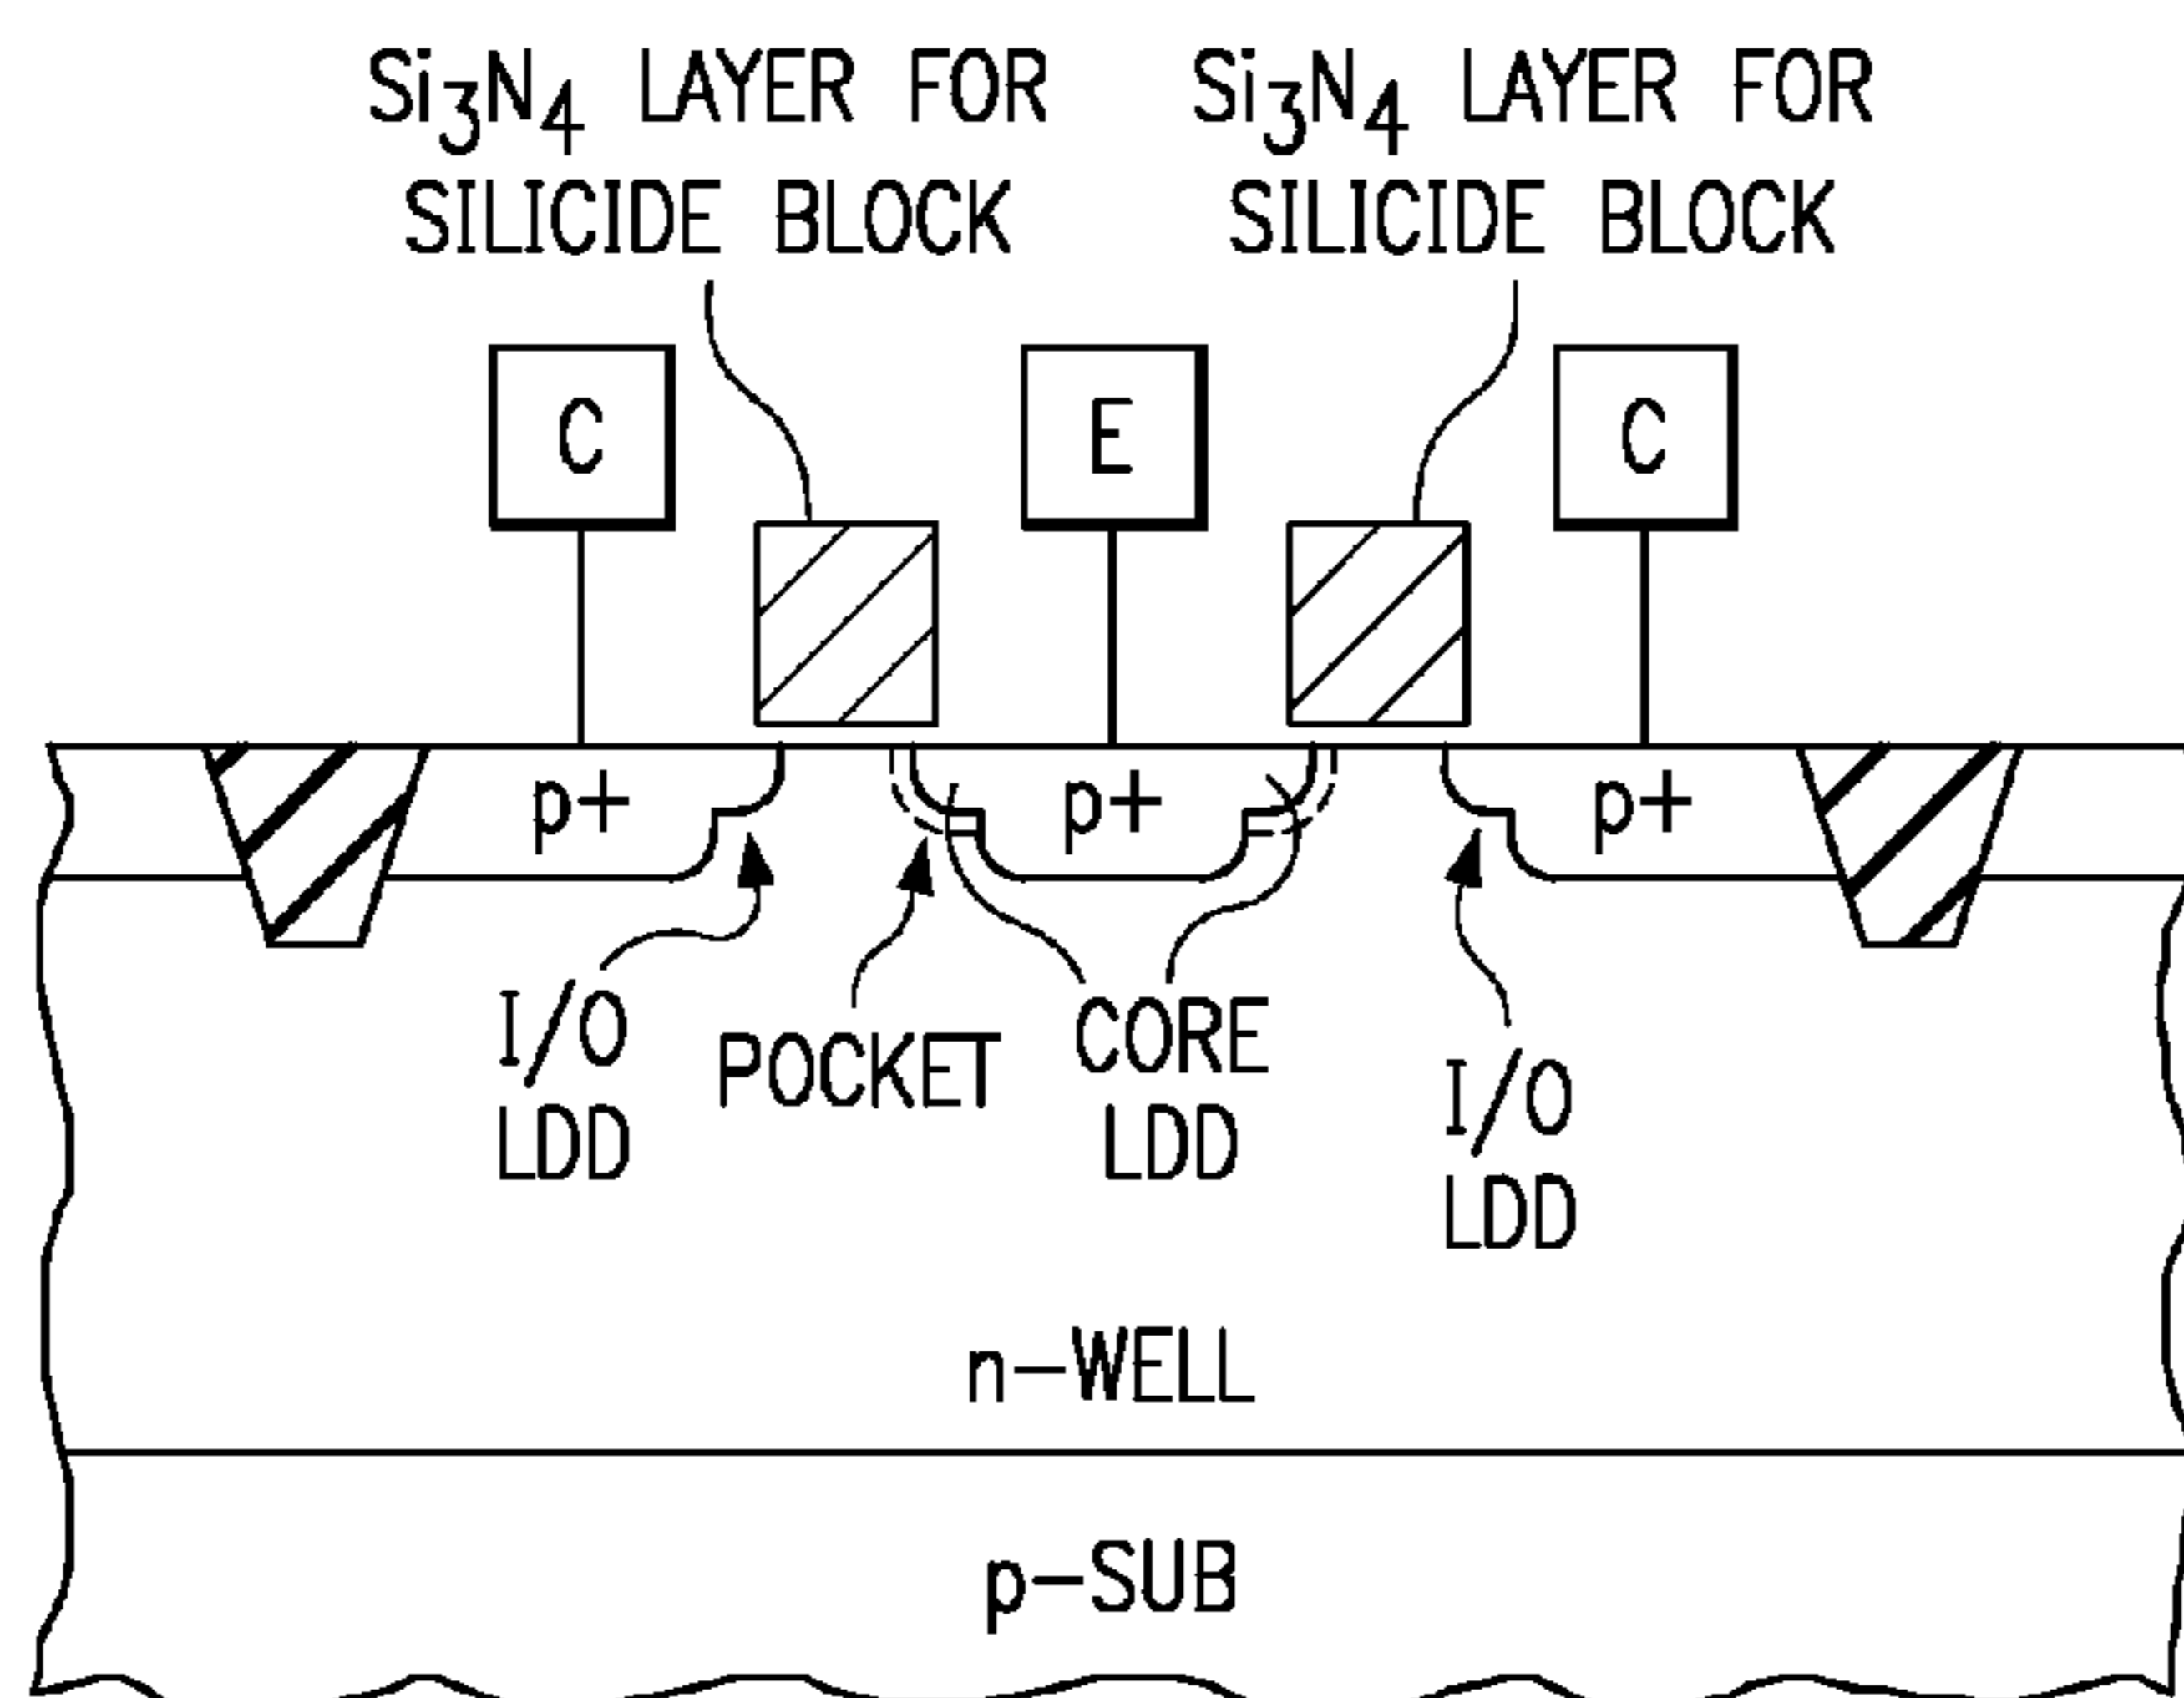 Si3N4 LAYER FOR
SILICIDE BLOCK
Si3N4 LAYER FOR
SILICIDE BLOCK
C
E
C
p+
p+
p+
I/O
LDD
POCKET
CORE
LDD
I/O
LDD
n-WELL
p-SUB